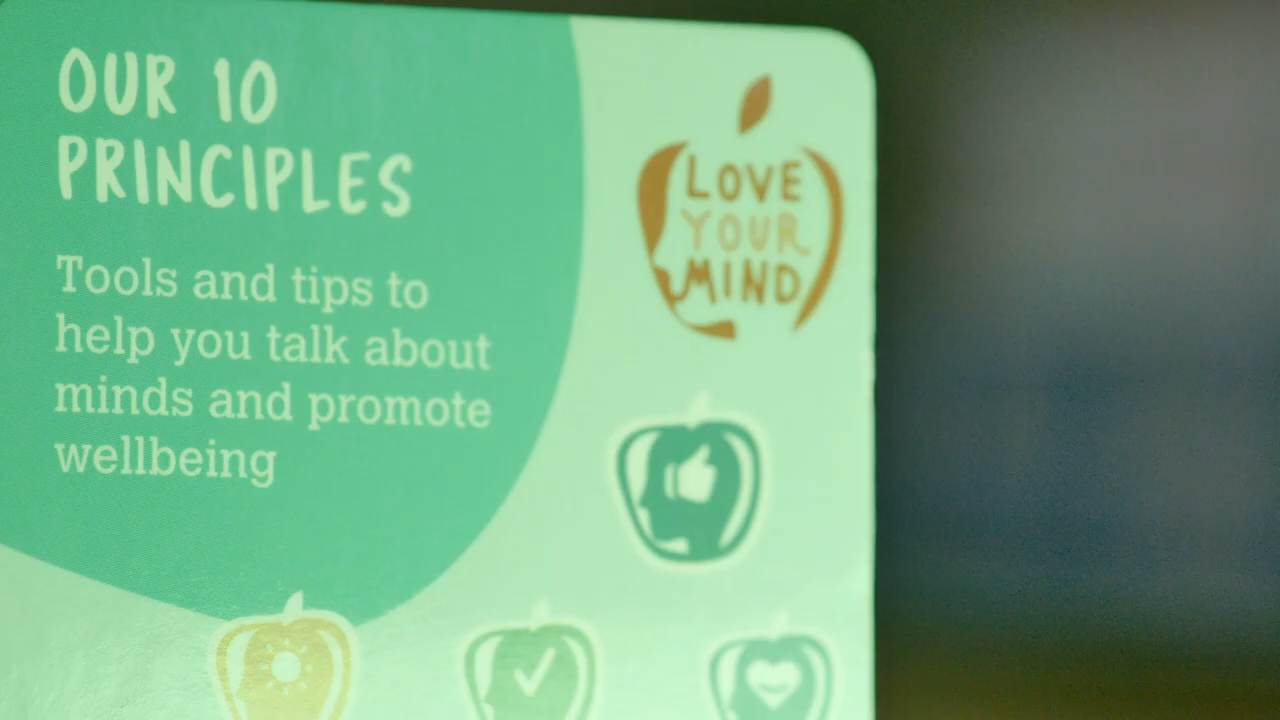 OUR 10
PRINCIPLES
Tools and tips to
help you talk about
minds and promote
wellbeing
LOVE
YOUR
MIND